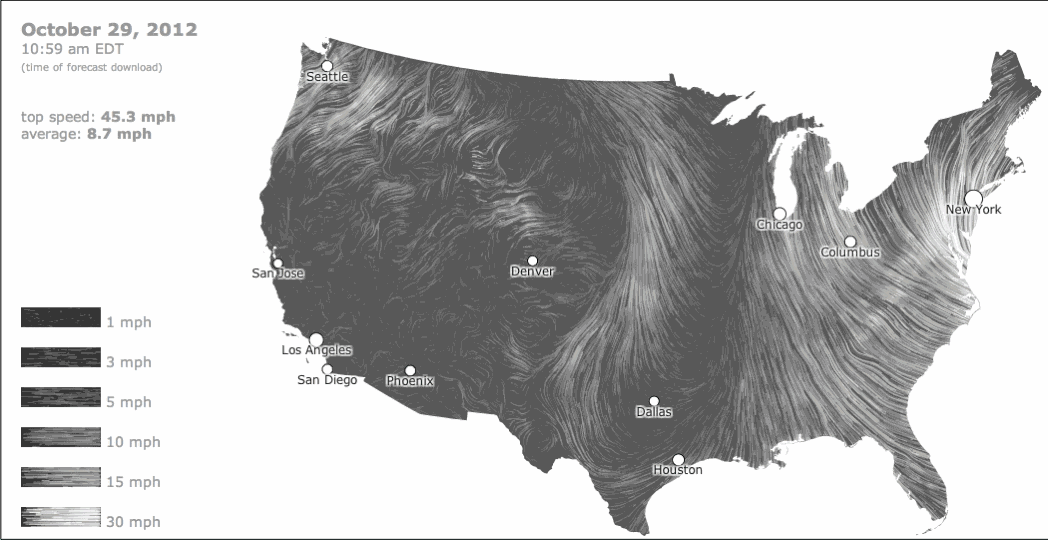 October 29, 2012
10:59 am EDT
(time of forecast download)
top speed: 45.3 mph
average: 8.7 mph
1 mph
3 mph
5 mph
10 mph
15 mph
30 mph
Seattle
New York
Chicago
Columbus
San Jose
Denver
Los Angeles
San Diego
Phoenix
Dallas
Houston